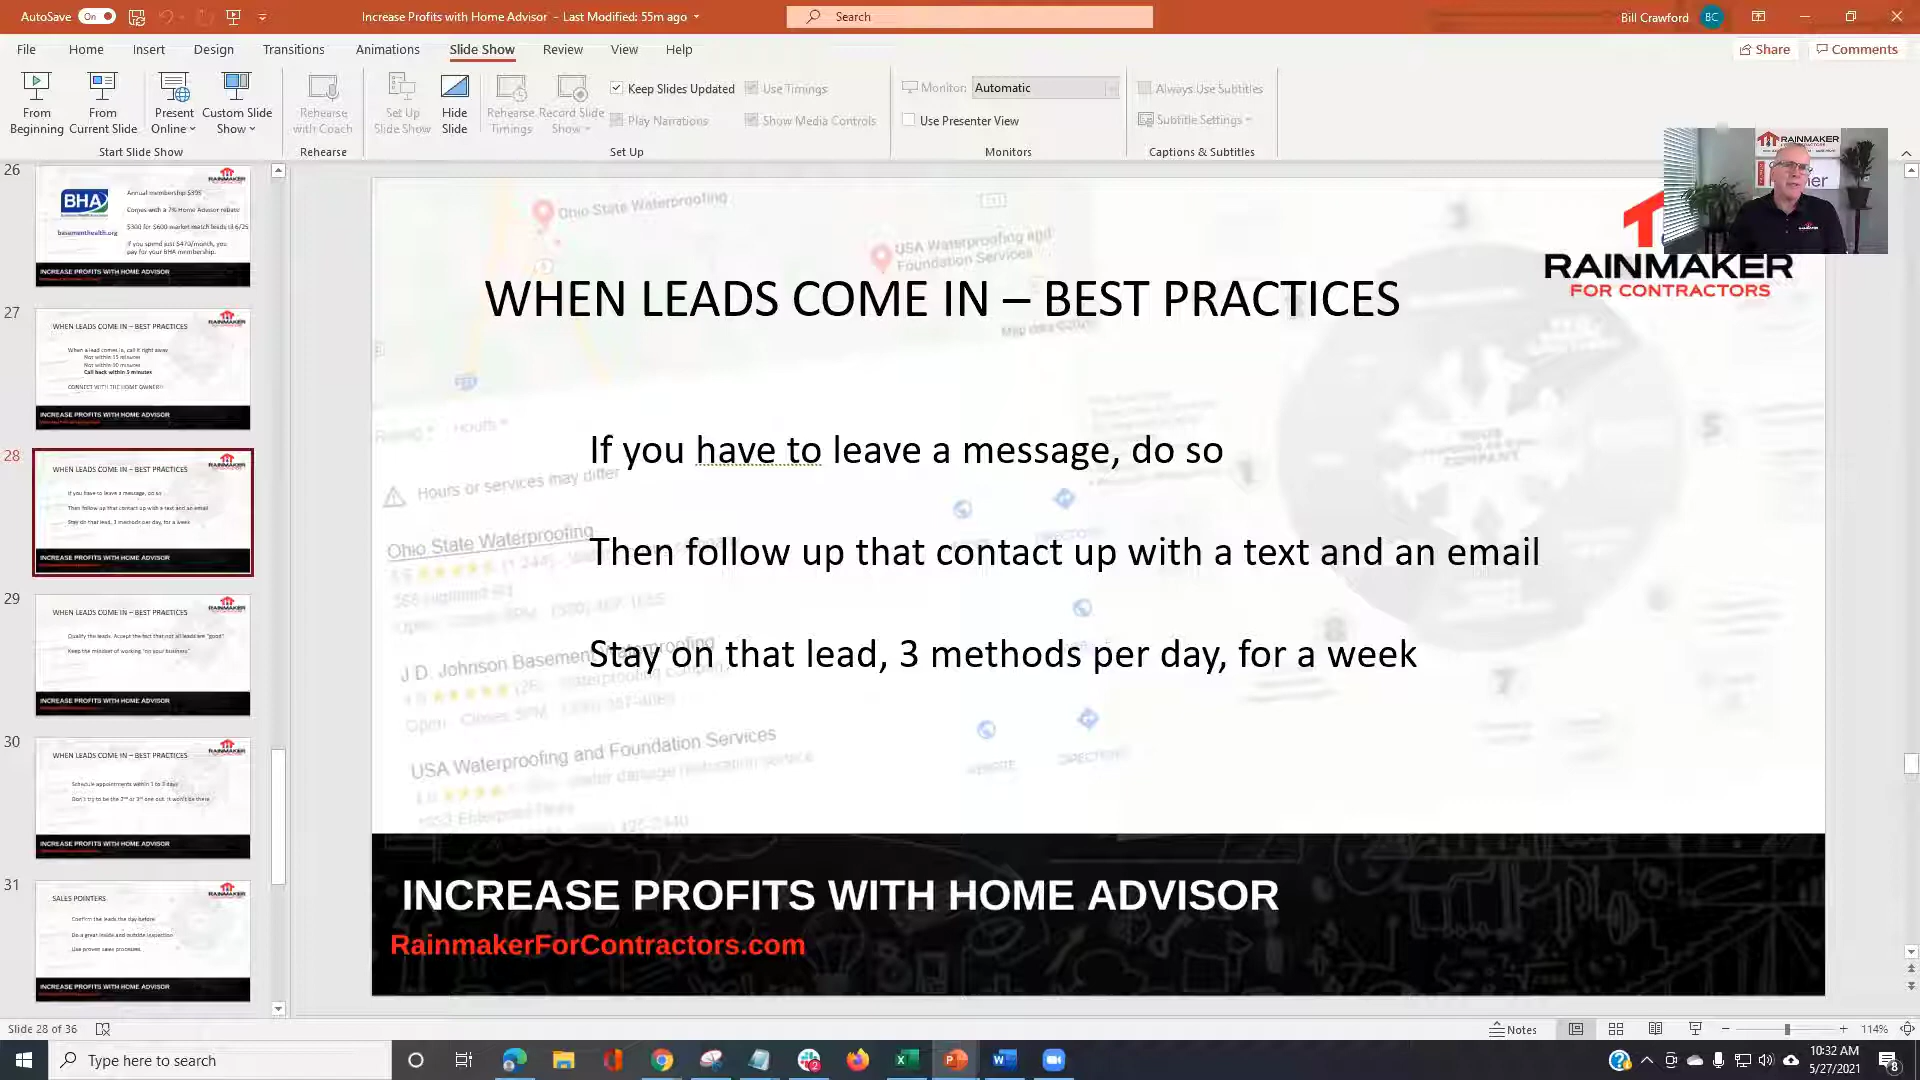 AutoSave On
Increase Profits with Home Advisor - Last Modified: 55m ago
Search
Bill Crawford BC
File Home Insert Design Transitions Animations Slide Show Review View Help
Share Comments
From Beginning
From Current Slide
Present Online
Custom Slide Show
Rehearse with Coach
Set Up Slide Show
Hide Slide
Rehearse Timings
Record Slide Show
Keep Slides Updated
Use Timings
Play Narrations
Show Media Controls
Monitor: Automatic
Use Presenter View
Always Use Subtitles
Subtitle Settings
Start Slide Show
Rehearse
Set Up
Monitors
Captions & Subtitles
26
BHA
basementhealth.org
Annual membership $395
Comes with a 7% Home Advisor rebate
$300 for $600 market match leads til 6/25
If you spend just $470/month, you
pay for your BHA membership.
INCREASE PROFITS WITH HOME ADVISOR
27
WHEN LEADS COME IN – BEST PRACTICES
When a lead comes in, call it right away
Not within 15 minutes
Not within 10 minutes
Call back within 5 minutes
CONNECT WITH THE HOME OWNER!!!
INCREASE PROFITS WITH HOME ADVISOR
28
WHEN LEADS COME IN – BEST PRACTICES
If you have to leave a message, do so
Then follow up that contact up with a text and an email
Stay on that lead, 3 methods per day, for a week
INCREASE PROFITS WITH HOME ADVISOR
29
WHEN LEADS COME IN – BEST PRACTICES
Qualify the leads. Accept the fact that not all leads are "good"
Keep the mindset of working "on your business"
INCREASE PROFITS WITH HOME ADVISOR
30
WHEN LEADS COME IN – BEST PRACTICES
Schedule appointments within 1 to 3 days
Don't try to be the 2nd or 3rd one out. It won't be there
INCREASE PROFITS WITH HOME ADVISOR
31
SALES POINTERS
Confirm the leads the day before
Do a great inside and outside inspection
Use proven sales processes
INCREASE PROFITS WITH HOME ADVISOR
RAINMAKER
FOR CONTRACTORS
RAINMAKER
FOR CONTRACTORS
WHEN LEADS COME IN – BEST PRACTICES
If you have to leave a message, do so
Then follow up that contact up with a text and an email
Stay on that lead, 3 methods per day, for a week
Ohio State Waterproofing
USA Waterproofing and
Foundation Services
Hours
Hours or services may differ
Ohio State Waterproofing
J D. Johnson Basement Waterproofing
USA Waterproofing and Foundation Services
INCREASE PROFITS WITH HOME ADVISOR
RainmakerForContractors.com
Slide 28 of 36
Notes
114%
Type here to search
10:32 AM
5/27/2021
8